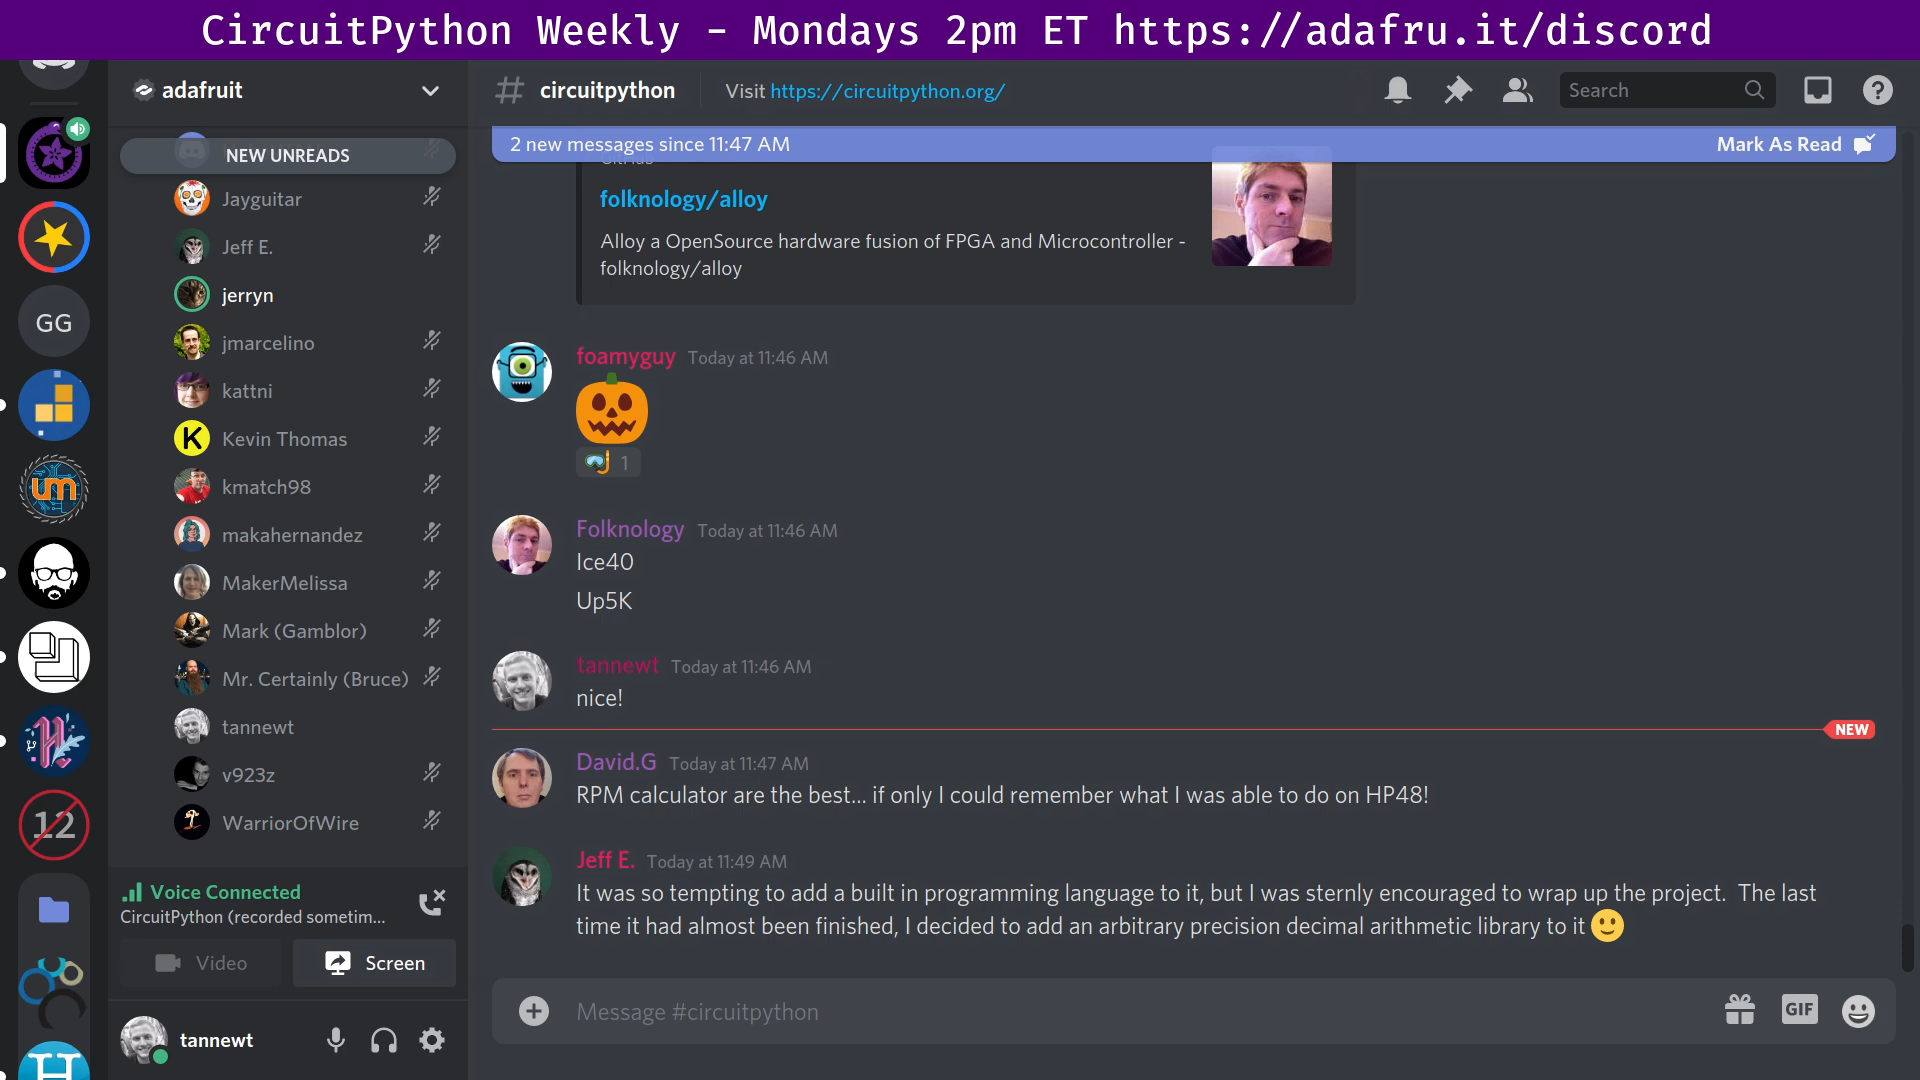 CircuitPython Weekly - Mondays 2pm ET https://adafru.it/discord
adafruit
circuitpython
Visit https://circuitpython.org/
Search
NEW UNREADS
2 new messages since 11:47 AM
Mark As Read
Jayguitar
Jeff E.
jerryn
jmarcelino
kattni
Kevin Thomas
kmatch98
makahernandez
MakerMelissa
Mark (Gamblor)
Mr. Certainly (Bruce)
tannewt
v923z
WarriorOfWire
GG
um
12
H
K
Voice Connected
CircuitPython (recorded sometim...
Video
Screen
tannewt
GitHub
folknology/alloy
Alloy a OpenSource hardware fusion of FPGA and Microcontroller -
folknology/alloy
foamyguy Today at 11:46 AM
1
Folknology Today at 11:46 AM
Ice40
Up5K
tannewt Today at 11:46 AM
nice!
NEW
David.G Today at 11:47 AM
RPM calculator are the best... if only I could remember what I was able to do on HP48!
Jeff E. Today at 11:49 AM
It was so tempting to add a built in programming language to it, but I was sternly encouraged to wrap up the project. The last
time it had almost been finished, I decided to add an arbitrary precision decimal arithmetic library to it 🙂
Message #circuitpython
GIF